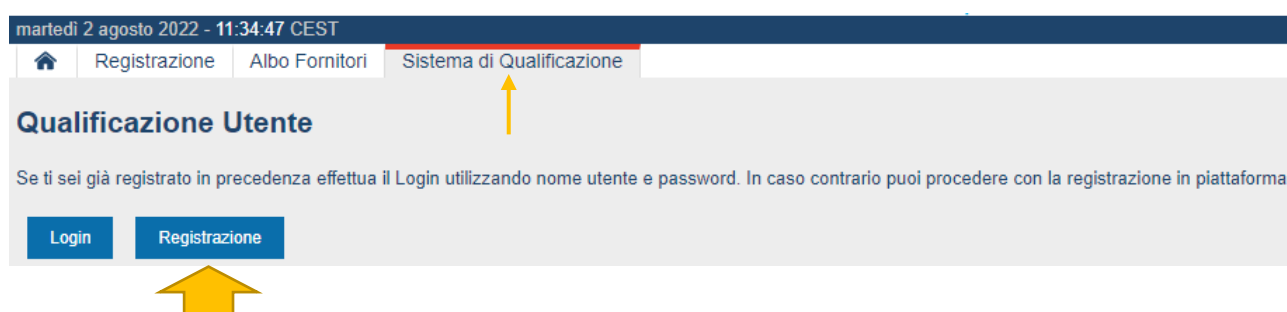 martedì 2 agosto 2022 - 11:34:47 CEST
Registrazione Albo Fornitori Sistema di Qualificazione
Qualificazione Utente
Se ti sei già registrato in precedenza effettua il Login utilizzando nome utente e password. In caso contrario puoi procedere con la registrazione in piattaforma
Login Registrazione